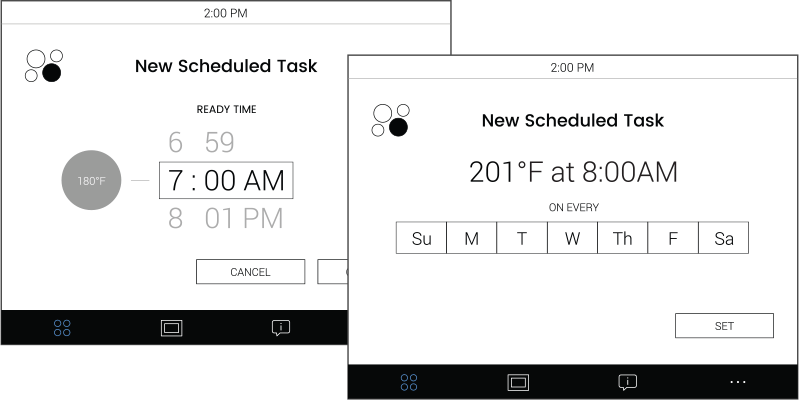 2:00 PM
New Scheduled Task
READY TIME
6 59
180°F
7 : 00 AM
8 01 PM
CANCEL
2:00 PM
New Scheduled Task
201°F at 8:00AM
ON EVERY
Su M T W Th F Sa
SET